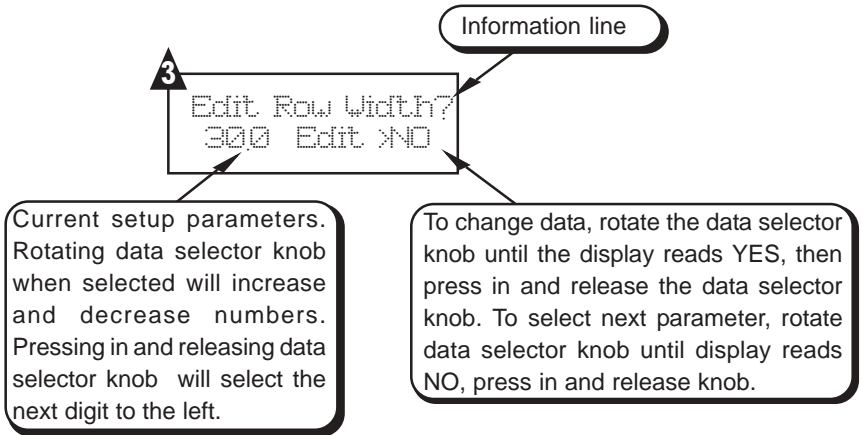 Information line
3
Edit Row Width?
30.0 Edit >NO
Current setup parameters.
Rotating data selector knob
when selected will increase
and decrease numbers.
Pressing in and releasing data
selector knob will select the
next digit to the left.
To change data, rotate the data selector
knob until the display reads YES, then
press in and release the data selector
knob. To select next parameter, rotate
data selector knob until display reads
NO, press in and release knob.